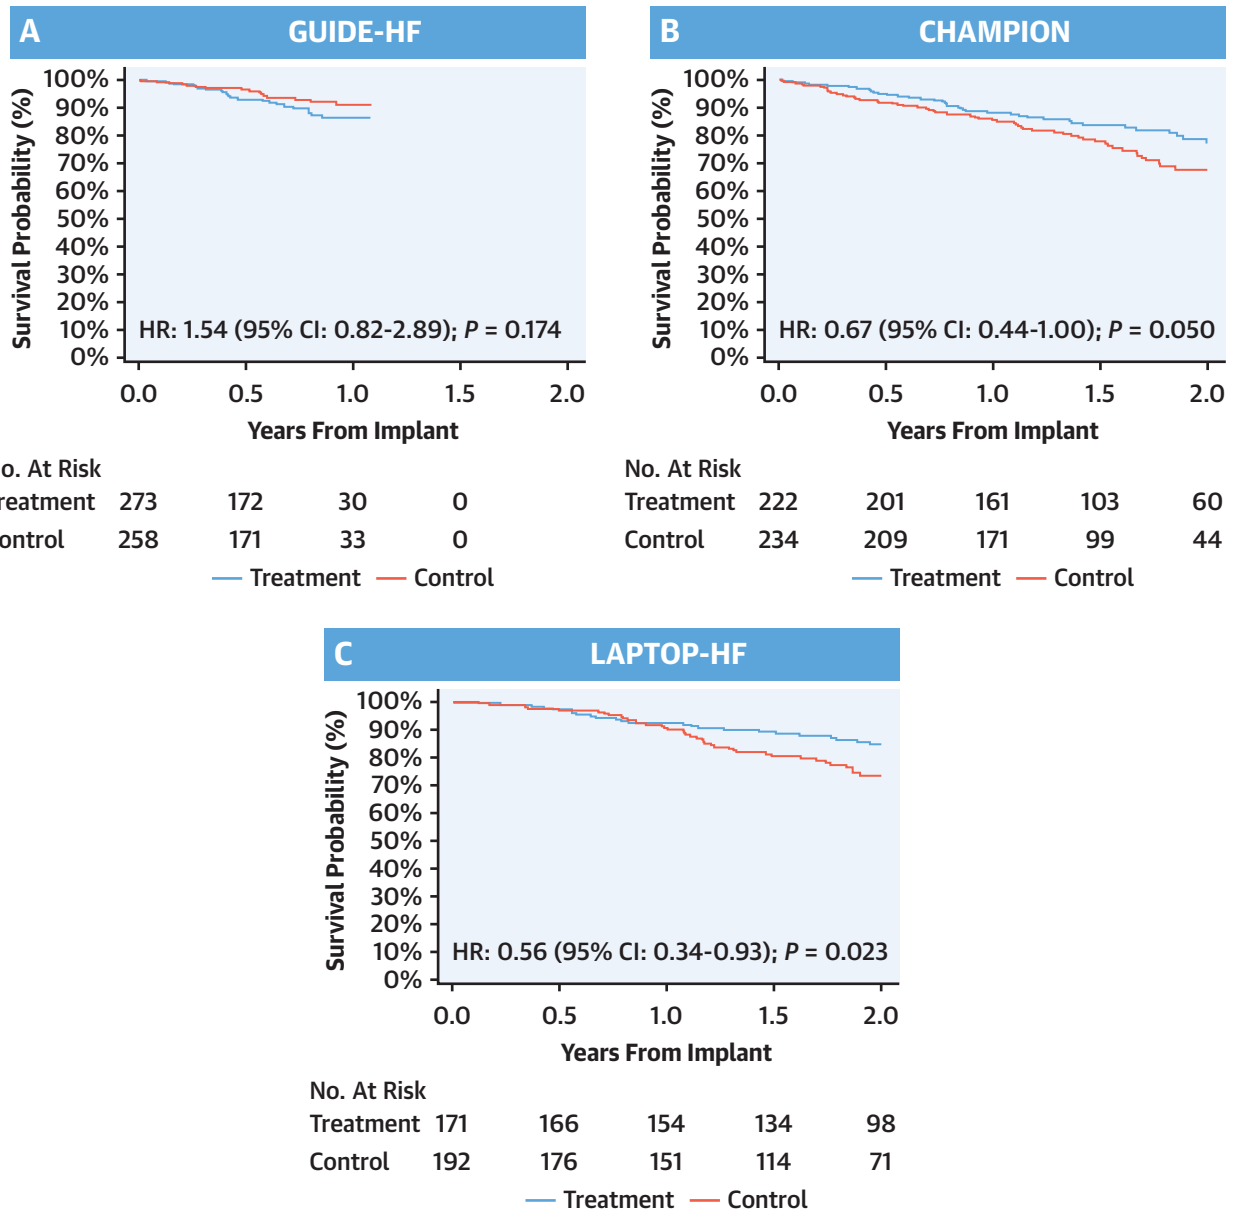 A GUIDE-HF
Survival Probability (%)
100%
90%
80%
70%
60%
50%
40%
30%
20%
10%
0%
HR: 1.54 (95% CI: 0.82-2.89); P = 0.174
0.0 0.5 1.0 1.5 2.0
Years From Implant
o. At Risk
reatment 273 172 30 0
ontrol 258 171 33 0
Treatment Control
B CHAMPION
Survival Probability (%)
100%
90%
80%
70%
60%
50%
40%
30%
20%
10%
0%
HR: 0.67 (95% CI: 0.44-1.00); P = 0.050
0.0 0.5 1.0 1.5 2.0
Years From Implant
No. At Risk
Treatment 222 201 161 103 60
Control 234 209 171 99 44
Treatment Control
C LAPTOP-HF
Survival Probability (%)
100%
90%
80%
70%
60%
50%
40%
30%
20%
10%
0%
HR: 0.56 (95% CI: 0.34-0.93); P = 0.023
0.0 0.5 1.0 1.5 2.0
Years From Implant
No. At Risk
Treatment 171 166 154 134 98
Control 192 176 151 114 71
Treatment Control